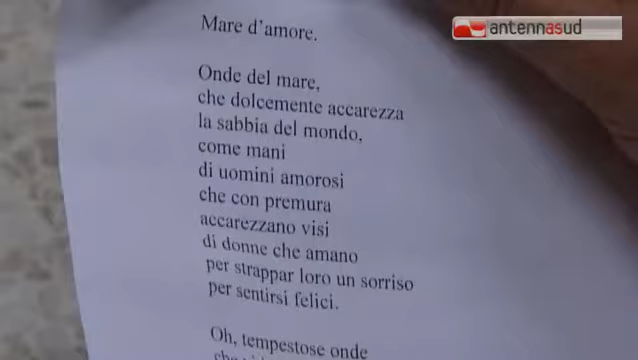 antennasud
Mare d'amore.
Onde del mare,
che dolcemente accarezza
la sabbia del mondo,
come mani
di uomini amorosi
che con premura
accarezzano visi
di donne che amano
per strappar loro un sorriso
per sentirsi felici.
Oh, tempestose onde
che